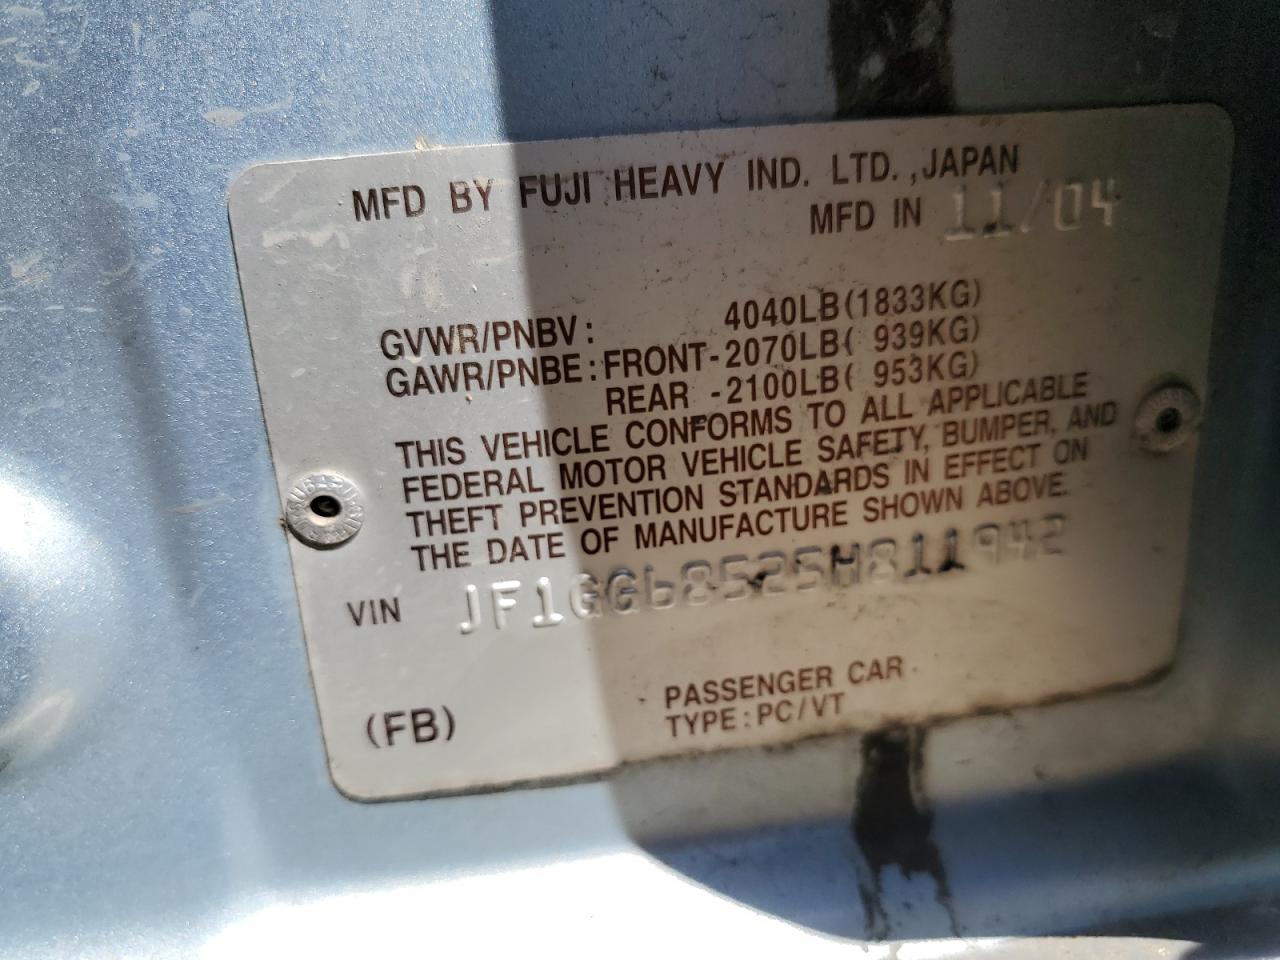 MFD BY FUJI HEAVY IND. LTD.,JAPAN
MFD IN 11/04
GVWR/PNBV: 4040LB(1833KG)
GAWR/PNBE:FRONT-2070LB( 939KG)
REAR -2100LB( 953KG)
THIS VEHICLE CONFORMS TO ALL APPLICABLE
FEDERAL MOTOR VEHICLE SAFETY, BUMPER, AND
THEFT PREVENTION STANDARDS IN EFFECT ON
THE DATE OF MANUFACTURE SHOWN ABOVE.
VIN JF1GG68525H811942
PASSENGER CAR
(FB) TYPE:PC/VT